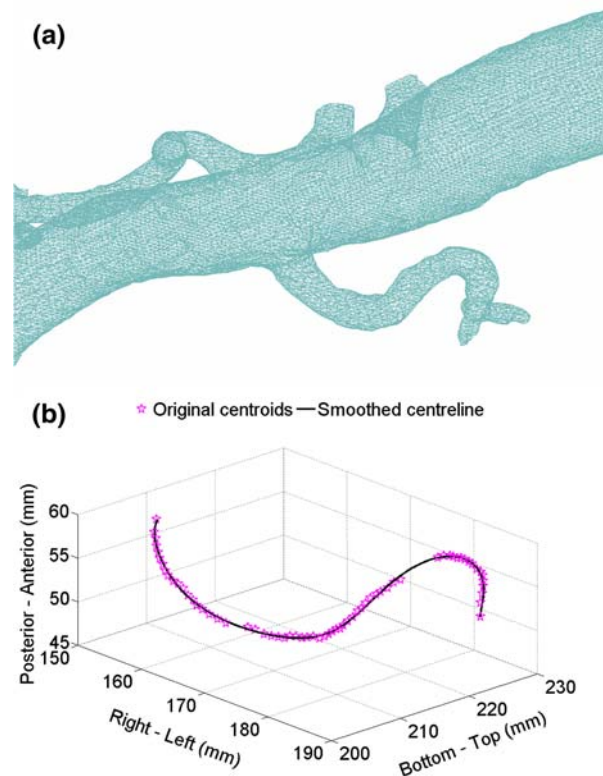 (a)
(b)
☆ Original centroids — Smoothed centreline
Posterior - Anterior (mm)
60
55
50
45
150
160
170
180
190
Right - Left (mm)
200
210
220
230
Bottom - Top (mm)